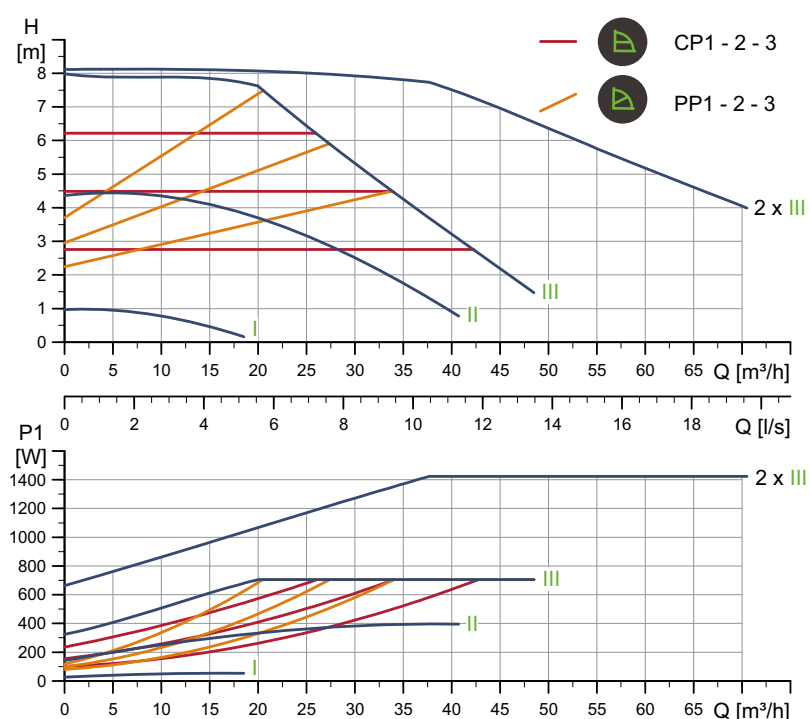 H
[m]
CP1 - 2 - 3
PP1 - 2 - 3
8
7
6
5
4
3
2
1
0
2 x III
III
II
I
0 5 10 15 20 25 30 35 40 45 50 55 60 65 Q [m³/h]
0 2 4 6 8 10 12 14 16 18 Q [l/s]
P1
[W]
1400
1200
1000
800
600
400
200
0
2 x III
III
II
I
0 5 10 15 20 25 30 35 40 45 50 55 60 65 Q [m³/h]